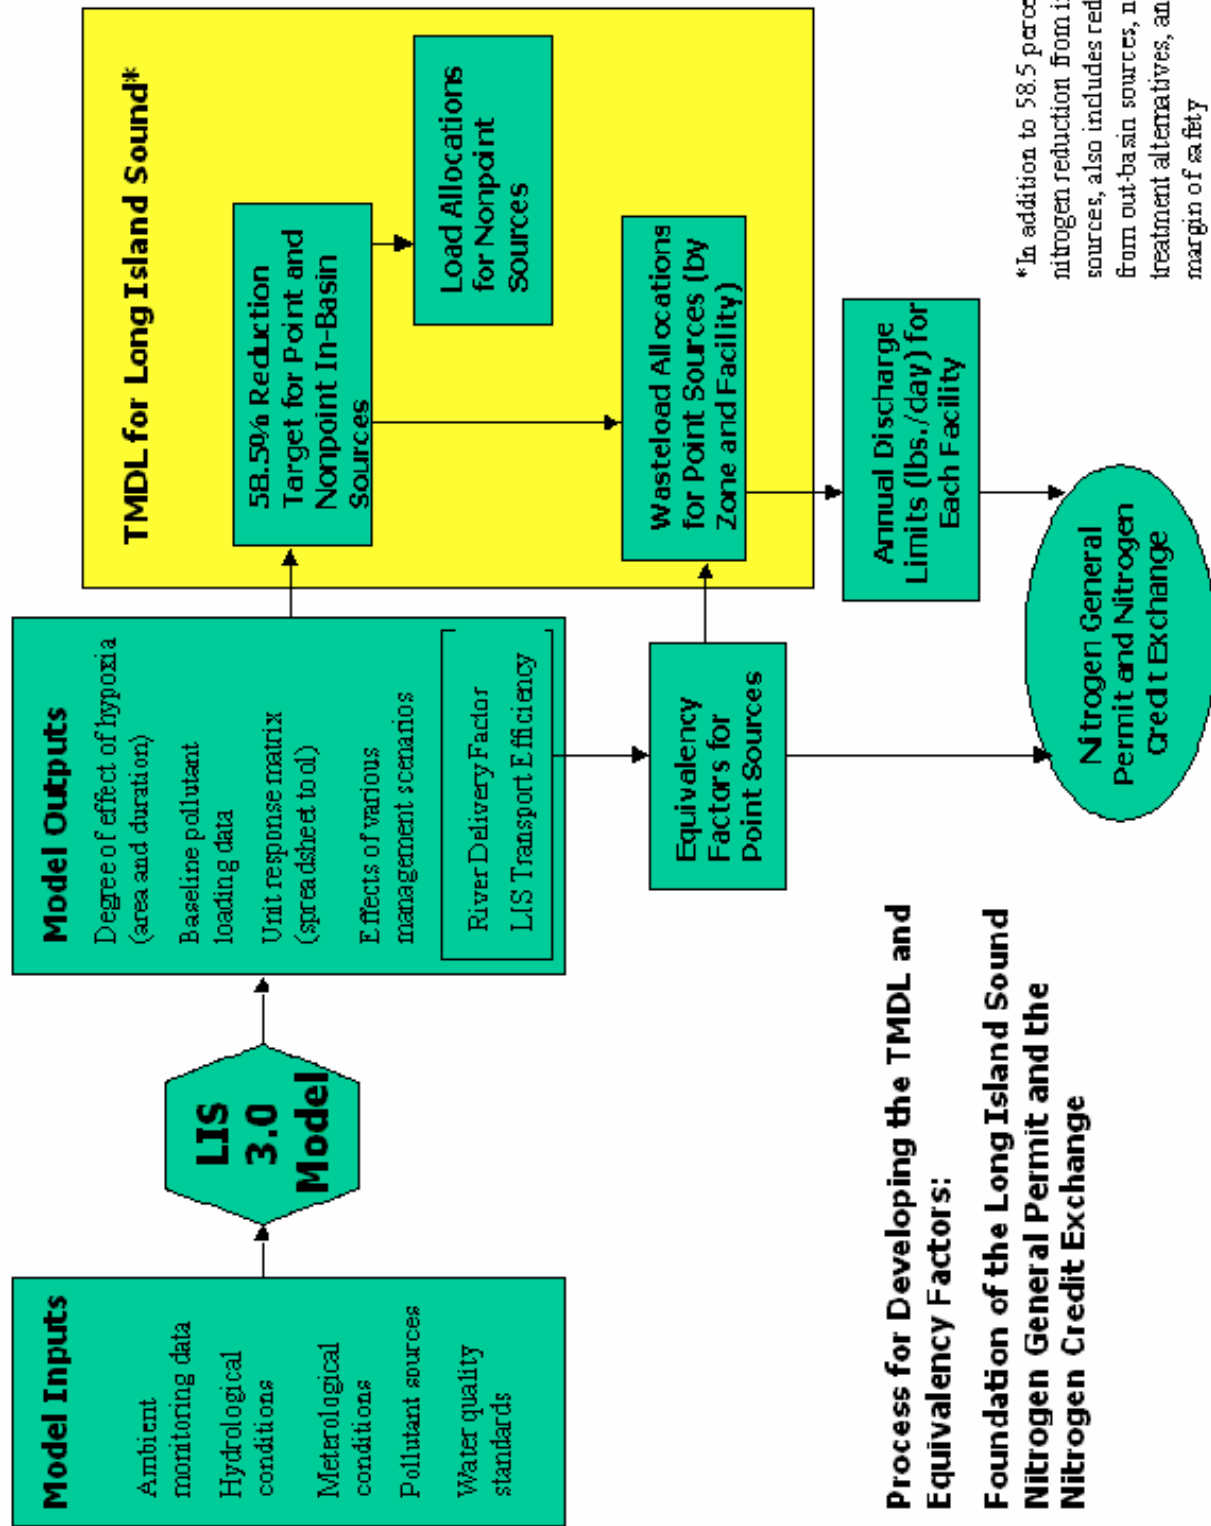 Model Inputs
Ambient
monitoring data
Hydrological
conditions
Meterological
conditions
Pollutant sources
Water quality
standards
LIS
3.0
Model
Model Outputs
Degree of effect of hypoxia
(area and duration)
Baseline pollutant
loading data
Unit response matrix
(spreadsheet tool)
Effects of various
management scenarios
River Delivery Factor
LIS Transport Efficiency
TMDL for Long Island Sound*
58.5% Reduction
Target for Point and
Nonpoint In-Basin
Sources
Load Allocations
for Nonpoint
Sources
Wasteload Allocations
for Point Sources (by
Zone and Facility)
Equivalency
Factors for
Point Sources
Annual Discharge
Limits (lbs./day) for
Each Facility
Nitrogen General
Permit and Nitrogen
Credit Exchange
Process for Developing the TMDL and
Equivalency Factors:
Foundation of the Long Island Sound
Nitrogen General Permit and the
Nitrogen Credit Exchange
*In addition to 58.5
nitrogen reduction from
sources, also includes
from out-basin sources,
treatment alternatives,
margin of safety